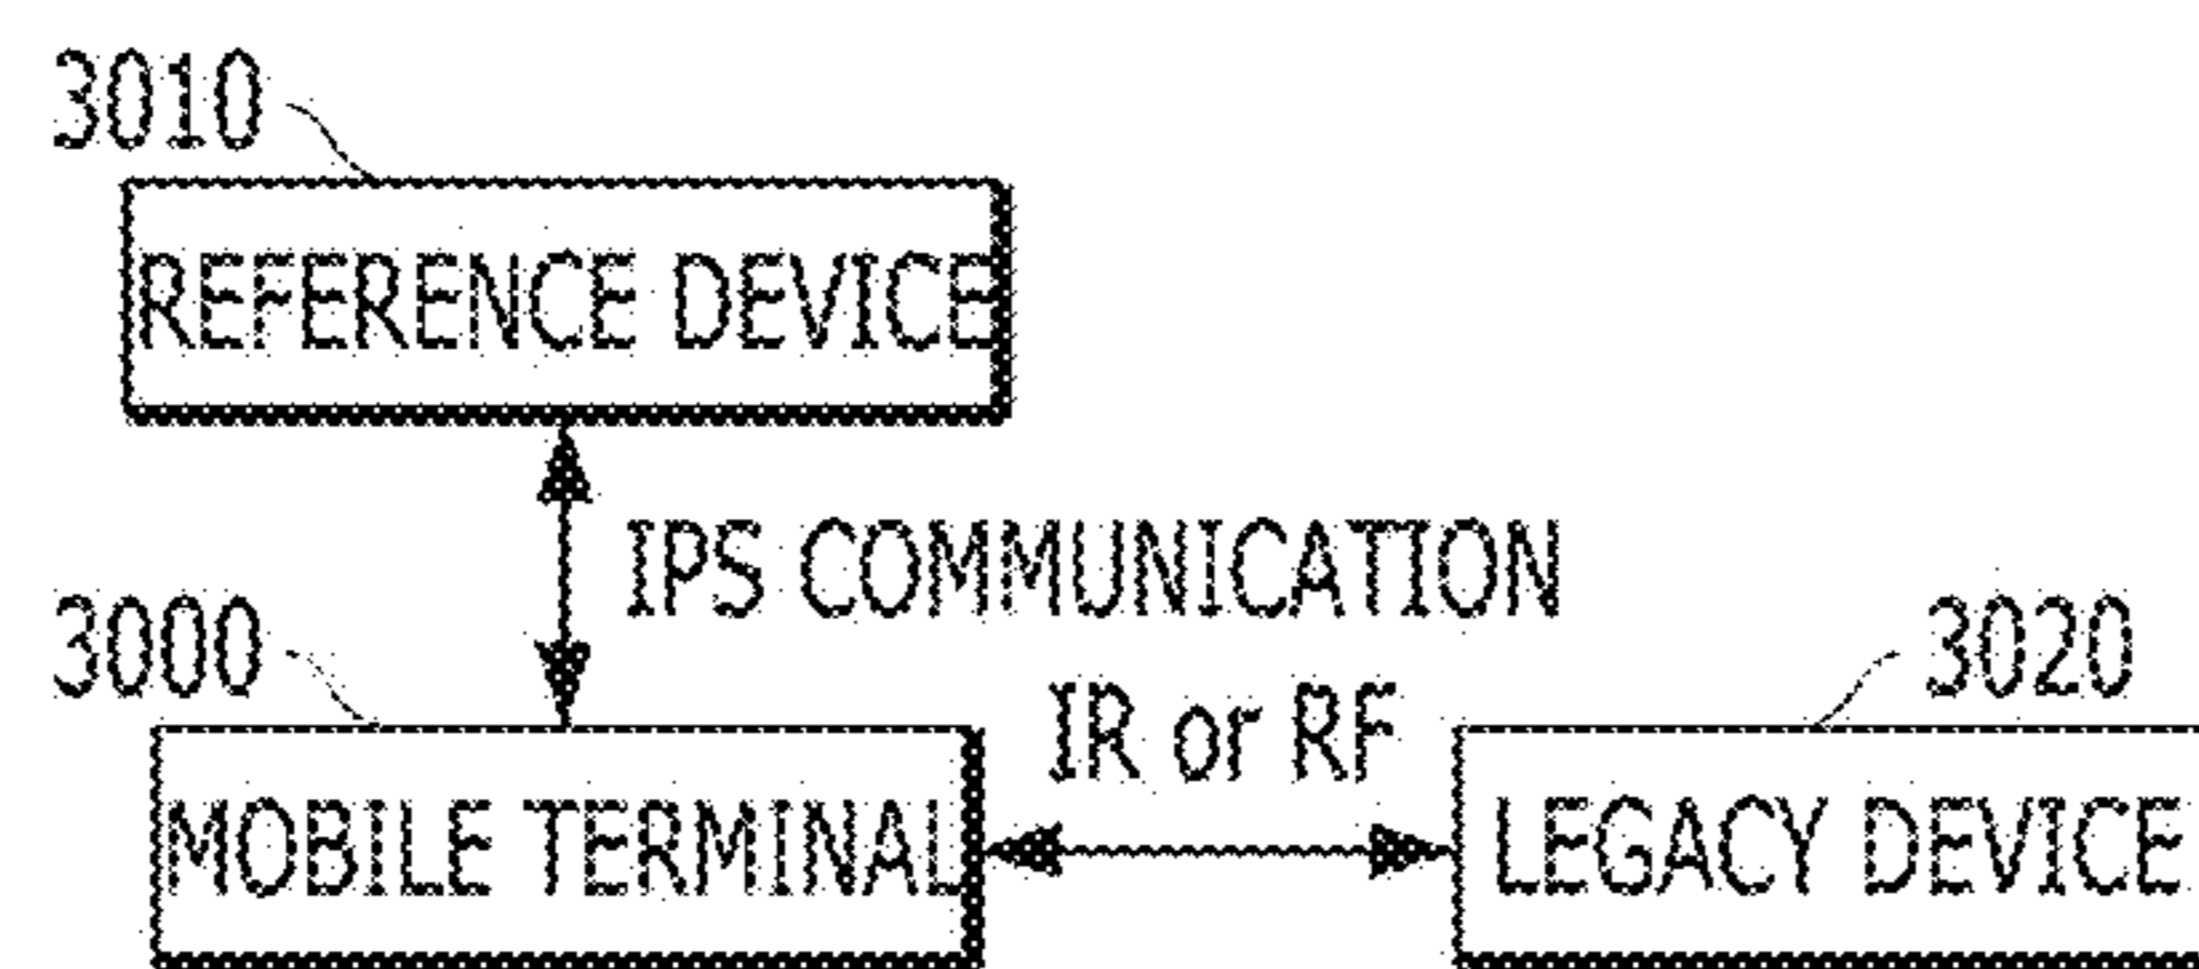 3010
REFERENCE DEVICE
IPS COMMUNICATION
3000
IR or RF
3020
MOBILE TERMINAL
LEGACY DEVICE